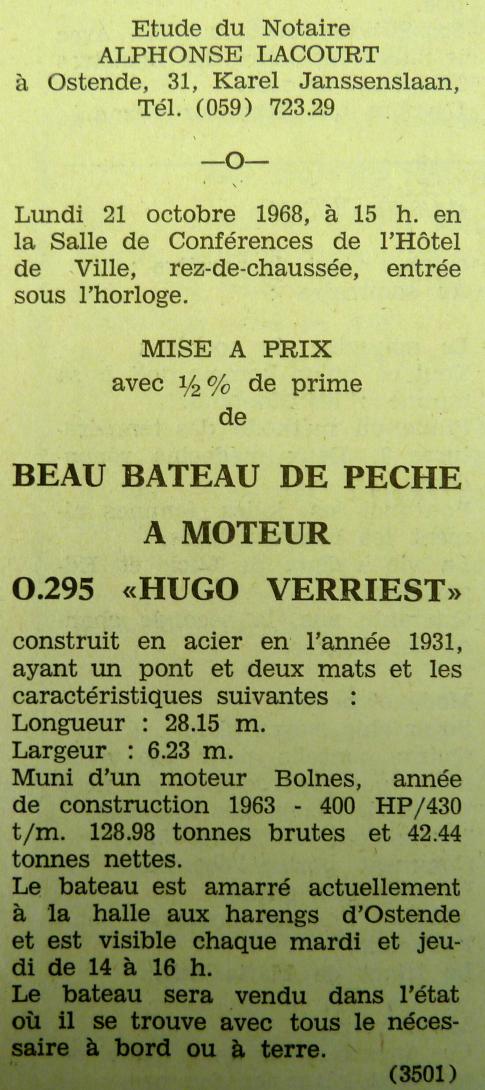 Etude du Notaire
ALPHONSE LACOURT
à Ostende, 31, Karel Janssenslaan,
Tél. (059) 723.29
—O—
Lundi 21 octobre 1968, à 15 h. en
la Salle de Conférences de l'Hôtel
de Ville, rez-de-chaussée, entrée
sous l'horloge.
MISE A PRIX
avec ½ % de prime
de
BEAU BATEAU DE PECHE
A MOTEUR
O.295 «HUGO VERRIEST»
construit en acier en l'année 1931,
ayant un pont et deux mats et les
caractéristiques suivantes :
Longueur : 28.15 m.
Largeur : 6.23 m.
Muni d'un moteur Bolnes, année
de construction 1963 - 400 HP/430
t/m. 128.98 tonnes brutes et 42.44
tonnes nettes.
Le bateau est amarré actuellement
à la halle aux harengs d'Ostende
et est visible chaque mardi et jeu-
di de 14 à 16 h.
Le bateau sera vendu dans l'état
où il se trouve avec tous le néces-
saire à bord ou à terre.
(3501)